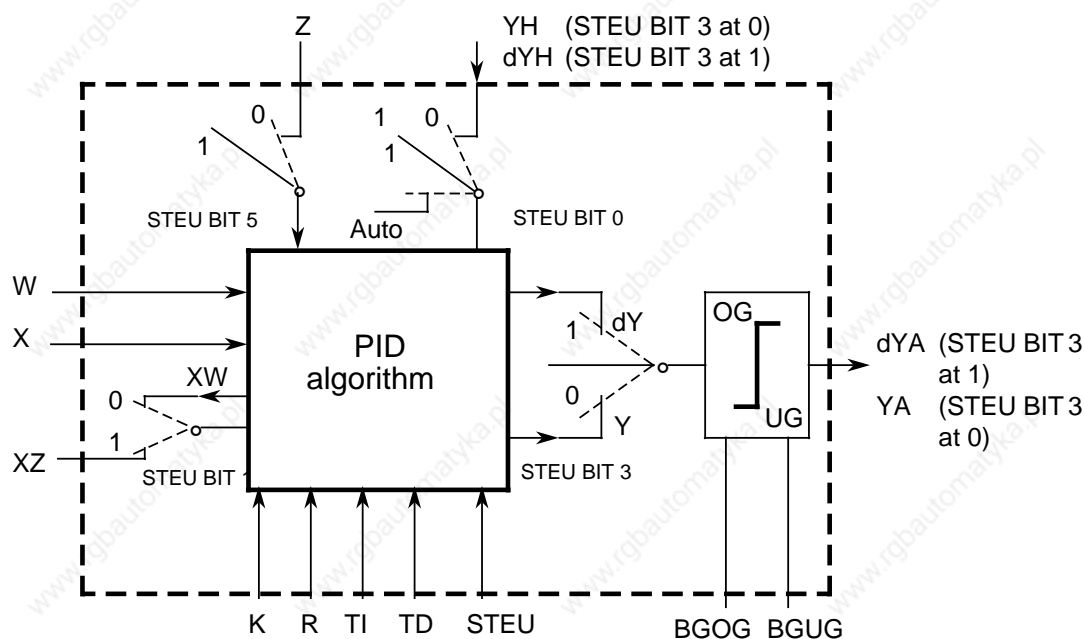 Z
YH (STEU BIT 3 at 0)
dYH (STEU BIT 3 at 1)
0
1
1
0
1
STEU BIT 5
Auto
STEU BIT 0
W
X
XW
0
1
XZ
STEU BIT
PID
algorithm
dY
1
0
Y
STEU BIT 3
OG
UG
dYA (STEU BIT 3
at 1)
YA (STEU BIT 3
at 0)
K R TI TD STEU
BGOG BGUG
www.rgbautomatyka.pl